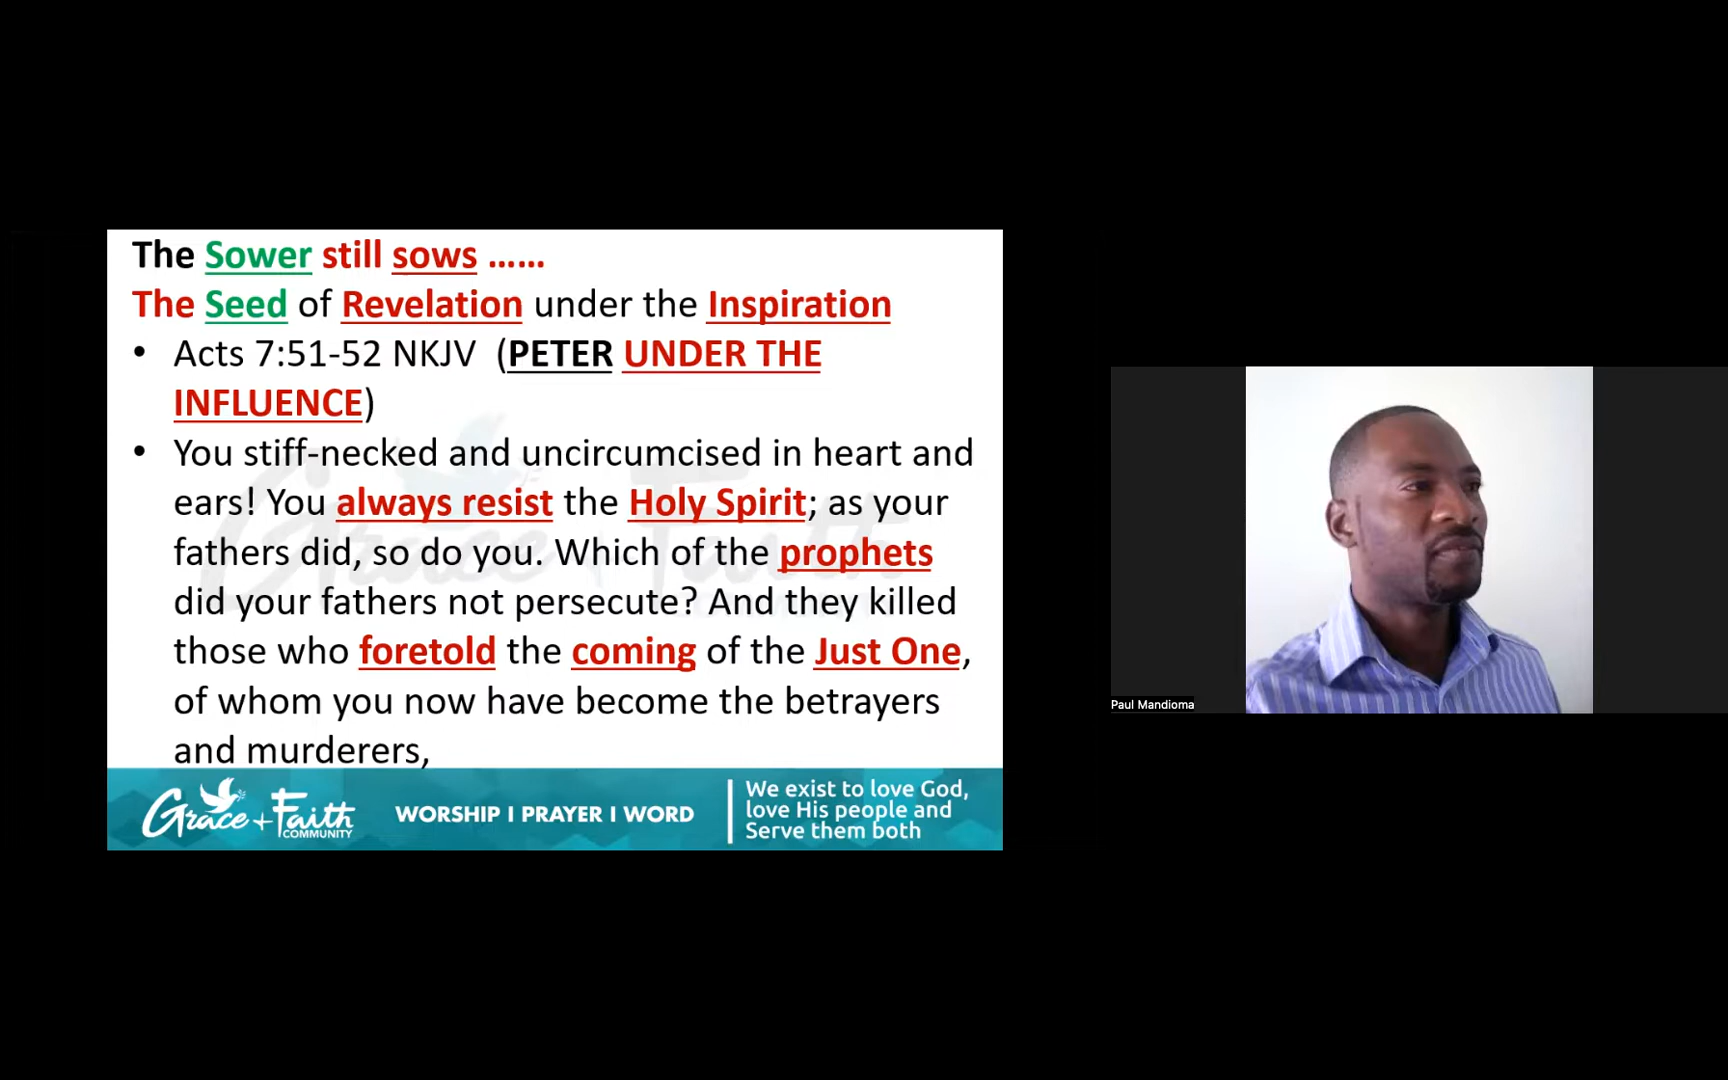 The Sower still sows ......
The Seed of Revelation under the Inspiration
• Acts 7:51-52 NKJV (PETER UNDER THE
INFLUENCE)
• You stiff-necked and uncircumcised in heart and
ears! You always resist the Holy Spirit; as your
fathers did, so do you. Which of the prophets
did your fathers not persecute? And they killed
those who foretold the coming of the Just One,
of whom you now have become the betrayers
and murderers,
Grace + Faith
COMMUNITY
WORSHIP I PRAYER I WORD
We exist to love God,
love His people and
Serve them both
Paul Mandioma